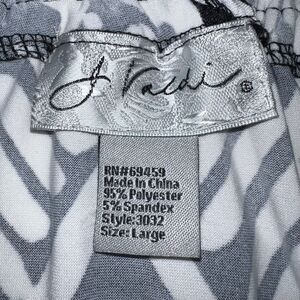 J. Valdi ®
RN#69459
Made in China
95% Polyester
5% Spandex
Style:3032
Size: Large